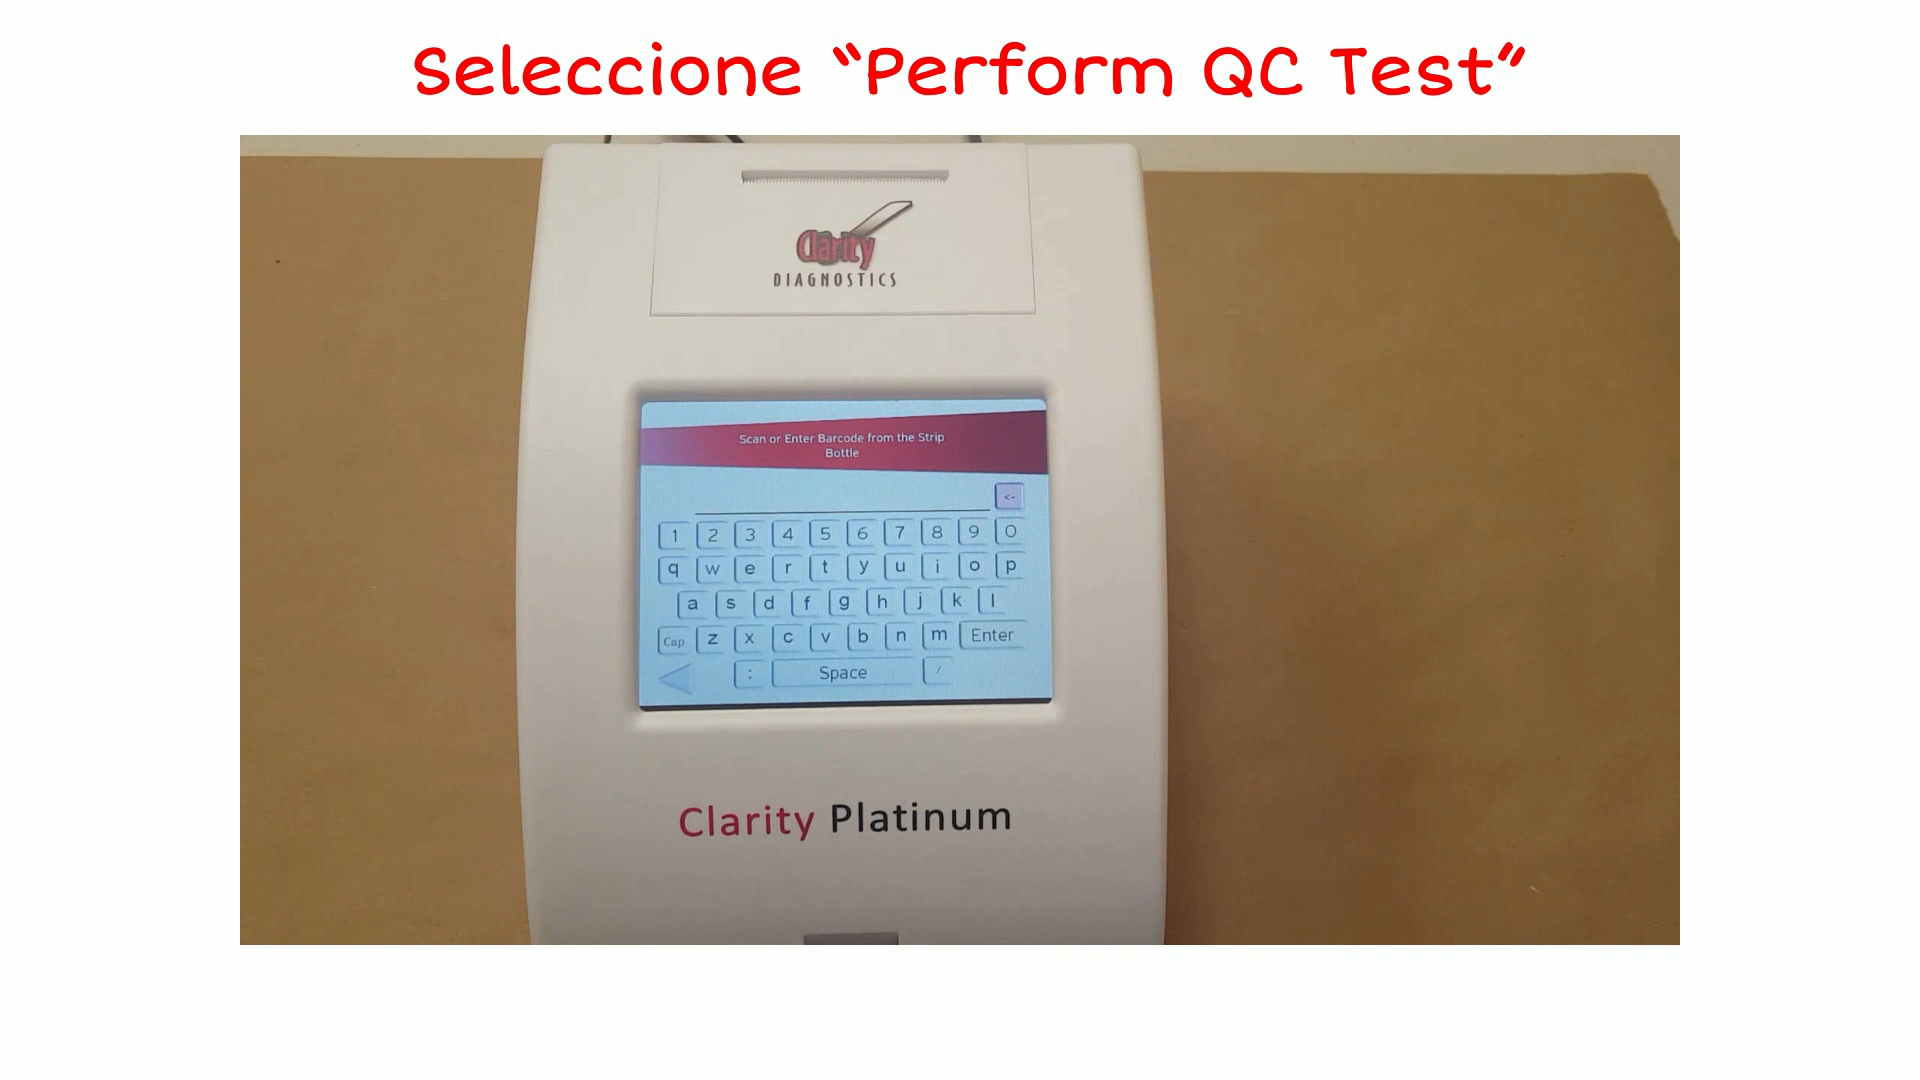 Seleccione “Perform QC Test”
Clarity
DIAGNOSTICS
Scan or Enter Barcode from the Strip
Bottle
<-
1 2 3 4 5 6 7 8 9 0
q w e r t y u i o p
a s d f g h j k l
Cap z x c v b n m Enter
: Space /
Clarity Platinum